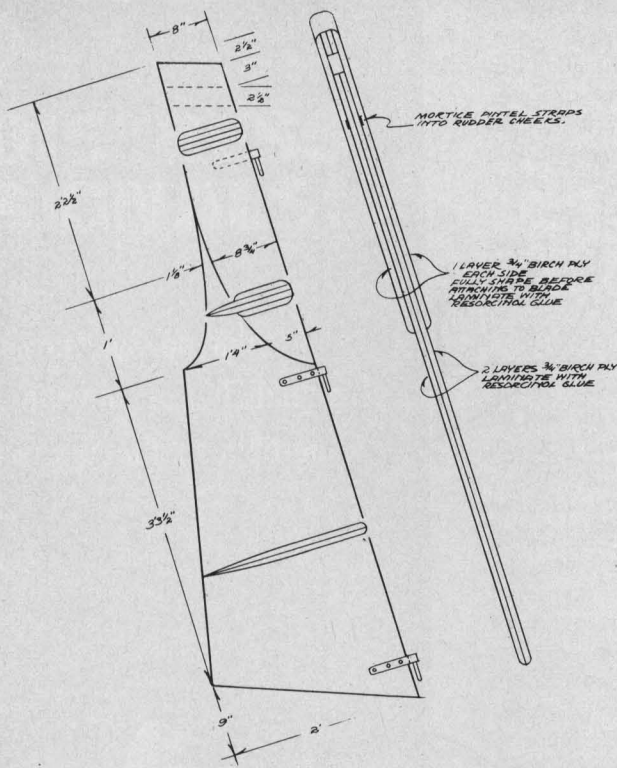 8"
2½"
3"
2½"
MORTICE PINTEL STRAPS
INTO RUDDER CHEEKS.
2'2½"
8¾"
1⅛"
1 LAYER ¾" BIRCH PLY
EACH SIDE
FULLY SHAPE BEFORE
ATTACHING TO BLADE
LAMINATE WITH
RESORCINOL GLUE
1'
1'4"
5"
2 LAYERS ¾" BIRCH PLY
LAMINATE WITH
RESORCINOL GLUE
3'3½"
9"
2'